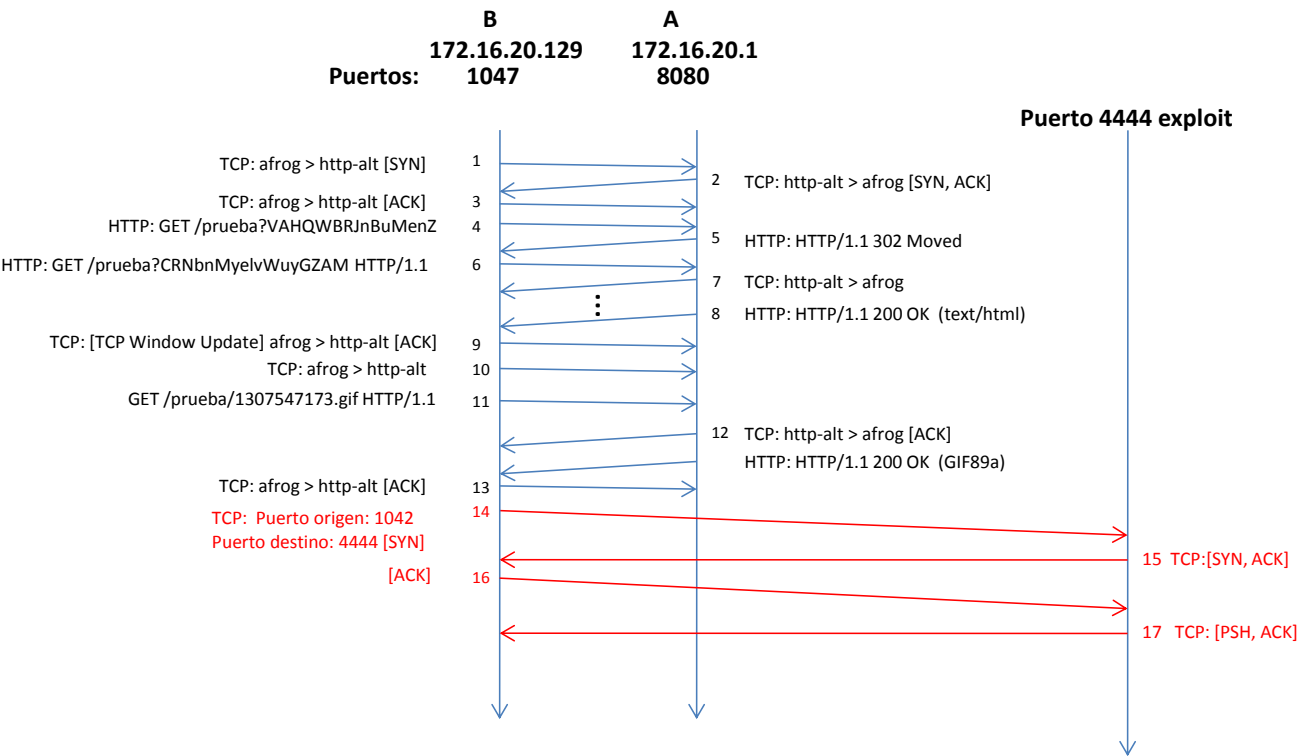 B A
172.16.20.129 172.16.20.1
Puertos: 1047 8080
Puerto 4444 exploit
TCP: afrog > http-alt [SYN] 1
2 TCP: http-alt > afrog [SYN, ACK]
TCP: afrog > http-alt [ACK] 3
HTTP: GET /prueba?VAHQWBRJnBuMenZ 4
5 HTTP: HTTP/1.1 302 Moved
HTTP: GET /prueba?CRNbnMyelvWuyGZAM HTTP/1.1 6
7 TCP: http-alt > afrog
8 HTTP: HTTP/1.1 200 OK (text/html)
TCP: [TCP Window Update] afrog > http-alt [ACK] 9
TCP: afrog > http-alt 10
GET /prueba/1307547173.gif HTTP/1.1 11
12 TCP: http-alt > afrog [ACK]
HTTP: HTTP/1.1 200 OK (GIF89a)
TCP: afrog > http-alt [ACK] 13
TCP: Puerto origen: 1042 14
Puerto destino: 4444 [SYN]
15 TCP:[SYN, ACK]
[ACK] 16
17 TCP: [PSH, ACK]